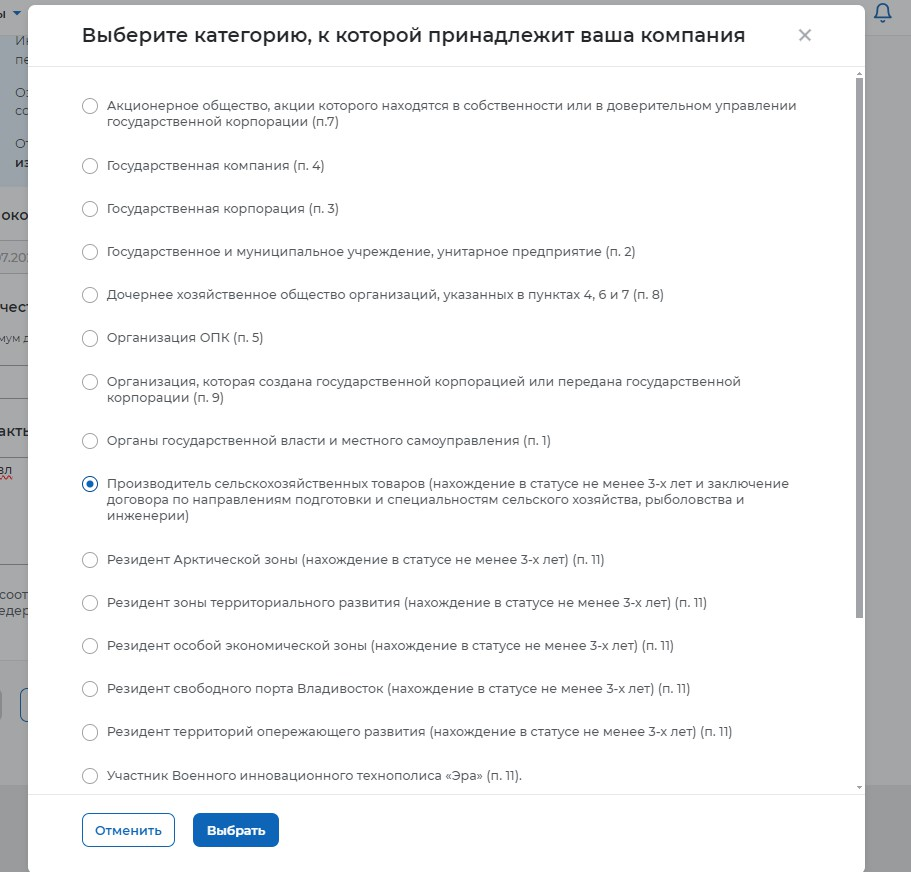 ы
Выберите категорию, к которой принадлежит ваша компания
Акционерное общество, акции которого находятся в собственности или в доверительном управлении
государственной корпорации (п.7)
Государственная компания (п. 4)
Государственная корпорация (п. 3)
Государственное и муниципальное учреждение, унитарное предприятие (п. 2)
Дочернее хозяйственное общество организаций, указанных в пунктах 4, 6 и 7 (п. 8)
Организация ОПК (п. 5)
Организация, которая создана государственной корпорацией или передана государственной
корпорации (п. 9)
Органы государственной власти и местного самоуправления (п. 1)
Производитель сельскохозяйственных товаров (нахождение в статусе не менее 3-х лет и заключение
договора по направлениям подготовки и специальностям сельского хозяйства, рыболовства и
инженерии)
Резидент Арктической зоны (нахождение в статусе не менее 3-х лет) (п. 11)
Резидент зоны территориального развития (нахождение в статусе не менее 3-х лет) (п. 11)
Резидент особой экономической зоны (нахождение в статусе не менее 3-х лет) (п. 11)
Резидент свободного порта Владивосток (нахождение в статусе не менее 3-х лет) (п. 11)
Резидент территорий опережающего развития (нахождение в статусе не менее 3-х лет) (п. 11)
Участник Военного инновационного технополиса «Эра» (п. 11).
Отменить
Выбрать